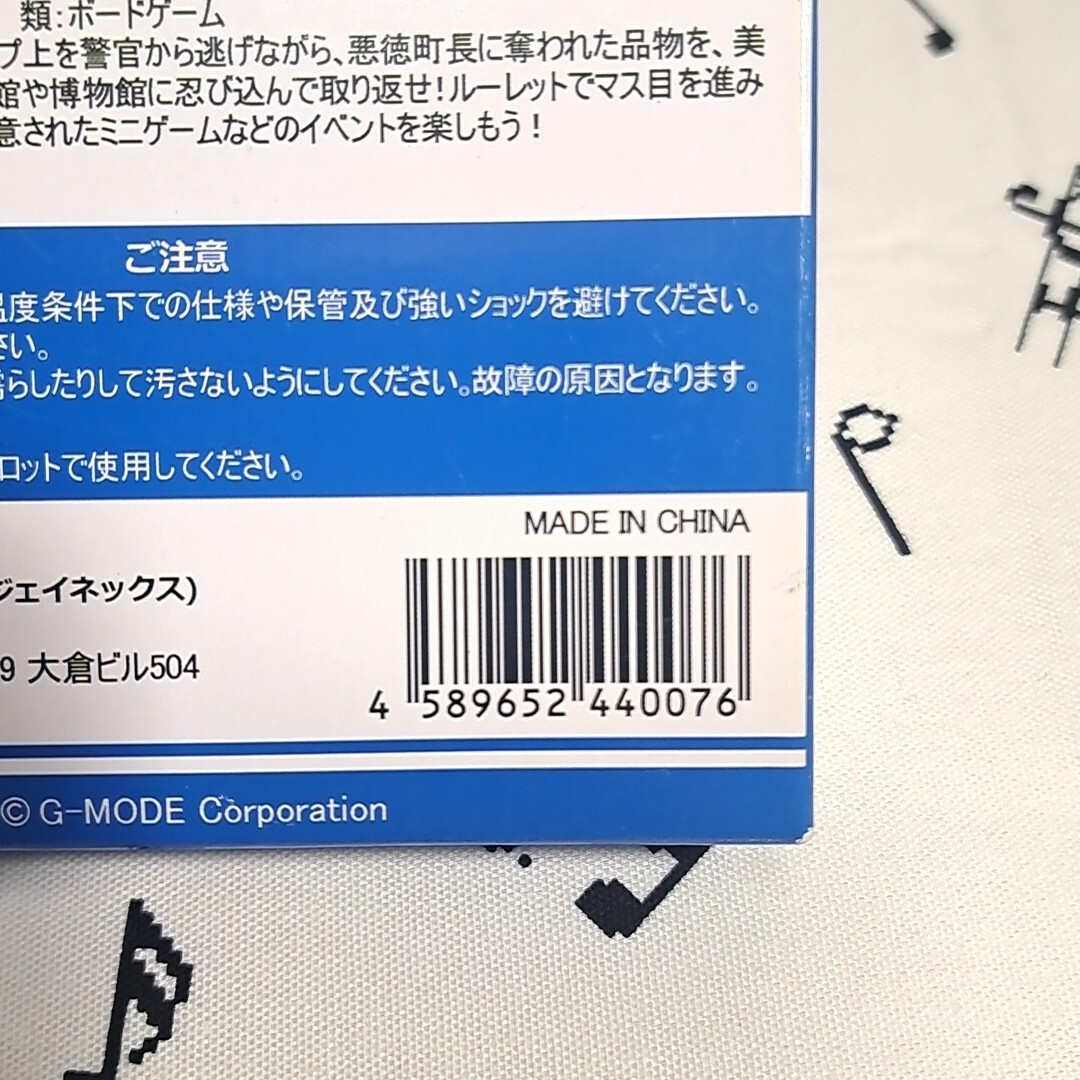 類：ボードゲーム
プ上を警官から逃げながら、悪徳町長に奪われた品物を、美
館や博物館に忍び込んで取り返せ！ルーレットでマス目を進み
意されたミニゲームなどのイベントを楽しもう！
ご注意
温度条件下での仕様や保管及び強いショックを避けてください。
さい。
濡らしたりして汚さないようにしてください。故障の原因となります。
ロットで使用してください。
MADE IN CHINA
ジェイネックス)
9 大倉ビル504
4 589652 440076
© G-MODE Corporation